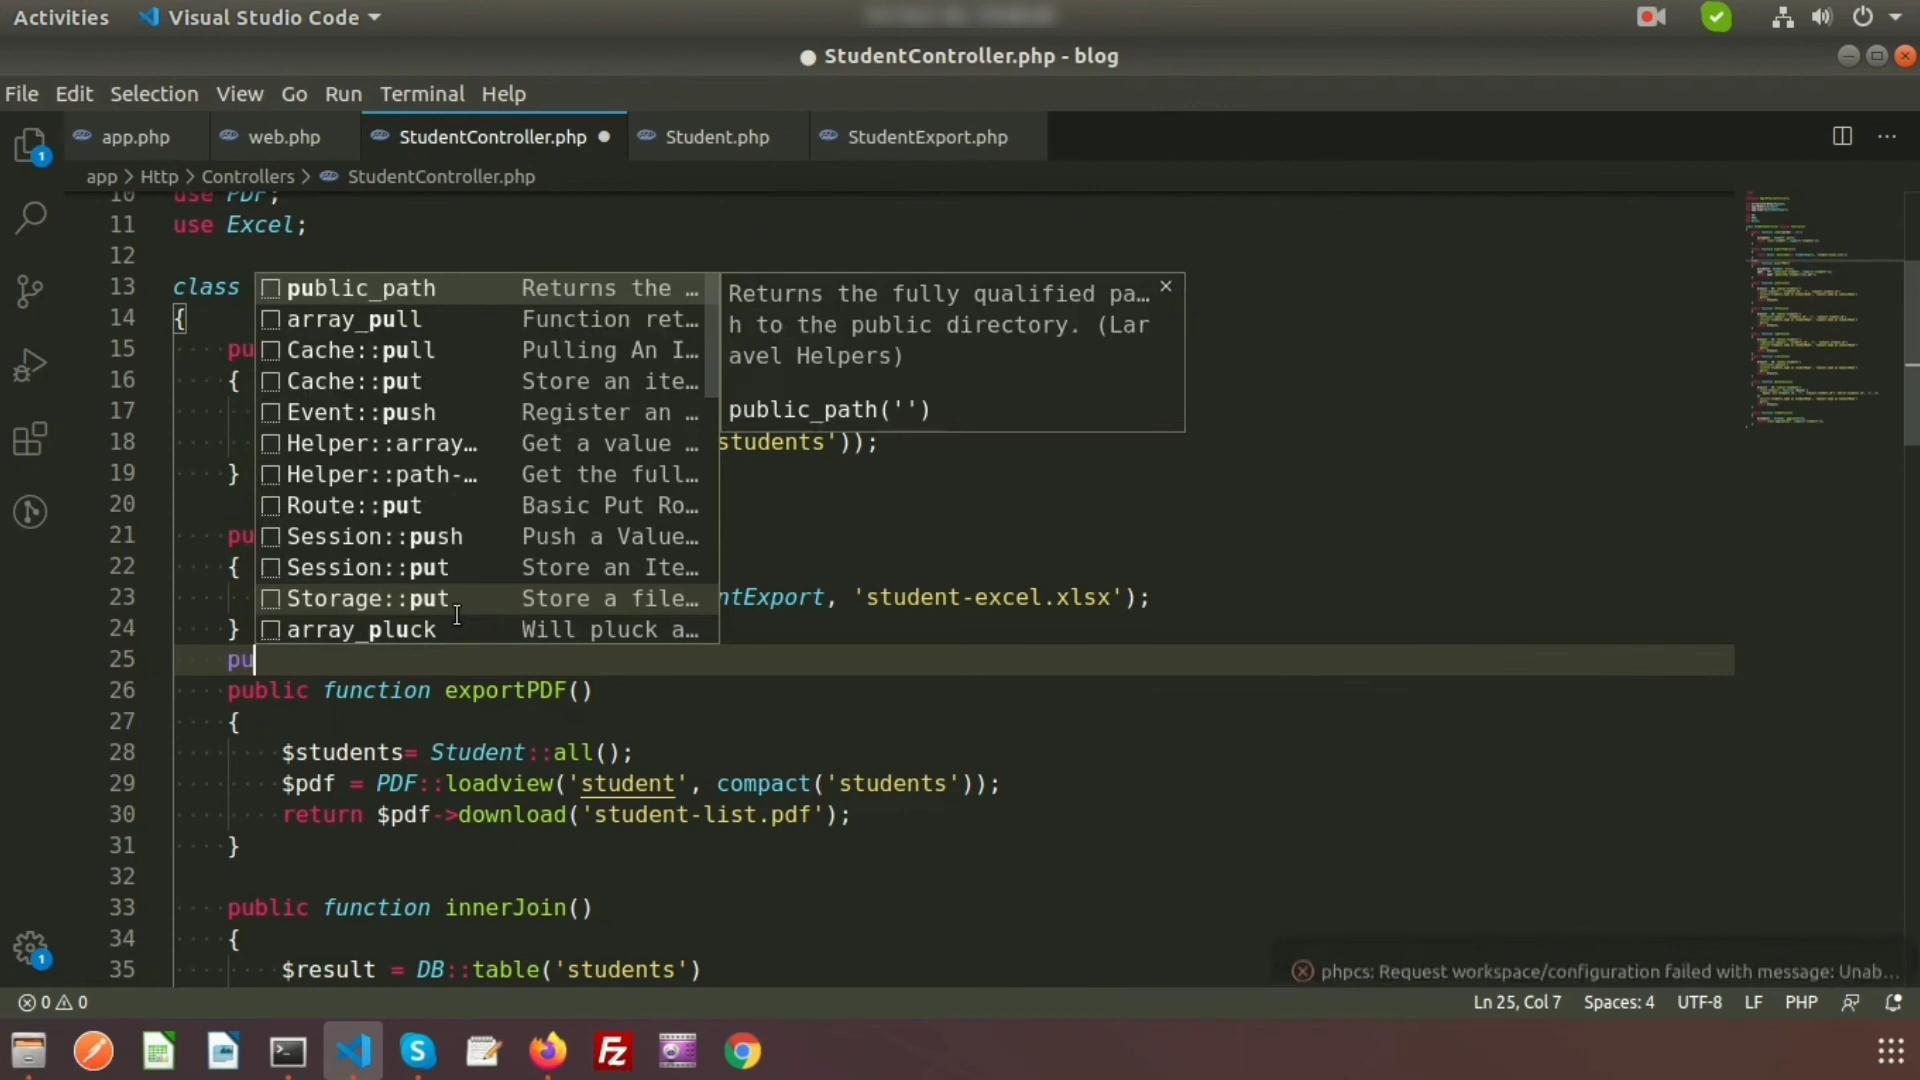 Activities Visual Studio Code
StudentController.php - blog
File Edit Selection View Go Run Terminal Help
app.php web.php StudentController.php Student.php StudentExport.php
app > Http > Controllers > StudentController.php
10 use PDF;
11 use Excel;
12
13 class
14 {
15 pu
16 {
17
18 students'));
19 }
20
21 pu
22 {
23 ntExport, 'student-excel.xlsx');
24 }
25 pu
26 public function exportPDF()
27 {
28 $students= Student::all();
29 $pdf = PDF::loadview('student', compact('students'));
30 return $pdf->download('student-list.pdf');
31 }
32
33 public function innerJoin()
34 {
35 $result = DB::table('students')
public_path Returns the …
array_pull Function ret…
Cache::pull Pulling An I…
Cache::put Store an ite…
Event::push Register an …
Helper::array… Get a value …
Helper::path-… Get the full…
Route::put Basic Put Ro…
Session::push Push a Value…
Session::put Store an Ite…
Storage::put Store a file…
array_pluck Will pluck a…
Returns the fully qualified pa…
h to the public directory. (Lar
avel Helpers)
public_path('')
phpcs: Request workspace/configuration failed with message: Unab…
0 0 Ln 25, Col 7 Spaces: 4 UTF-8 LF PHP